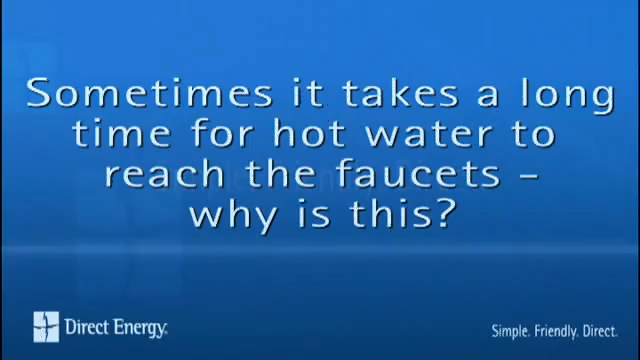 Sometimes it takes a long
time for hot water to
reach the faucets –
why is this?
Direct Energy.
Simple. Friendly. Direct.